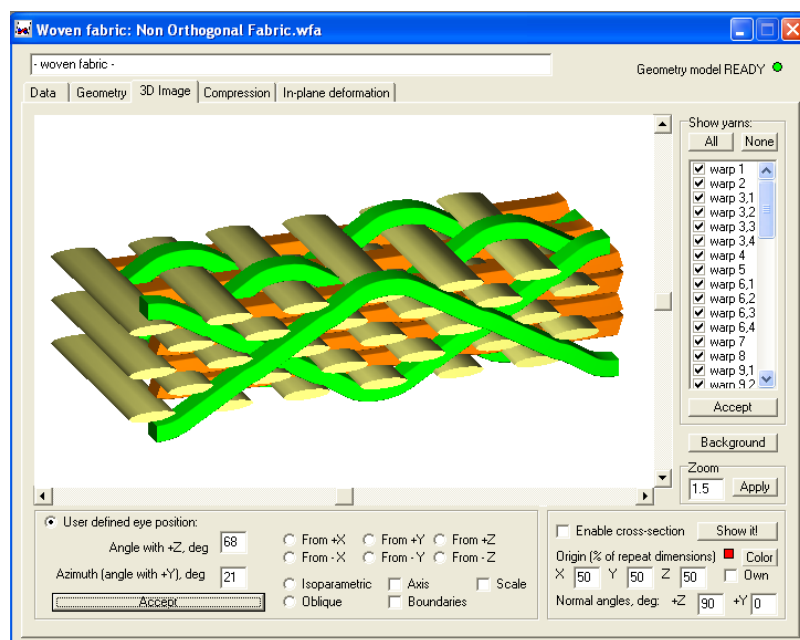 Woven fabric: Non Orthogonal Fabric.wfa
- woven fabric -
Geometry model READY
Data Geometry 3D Image Compression In-plane deformation
Show yarns:
All None
warp 1
warp 2
warp 3,1
warp 3,2
warp 3,3
warp 3,4
warp 4
warp 5
warp 6,1
warp 6,2
warp 6,3
warp 6,4
warp 7
warp 8
warp 9,1
warp 9,2
Accept
Background
Zoom
1.5 Apply
User defined eye position:
Angle with +Z, deg 68
Azimuth (angle with +Y), deg 21
Accept
From +X From +Y From +Z
From - X From - Y From - Z
Isoparametric Axis Scale
Oblique Boundaries
Enable cross-section Show it!
Origin (% of repeat dimensions) Color
X 50 Y 50 Z 50 Own
Normal angles, deg: +Z 90 +Y 0